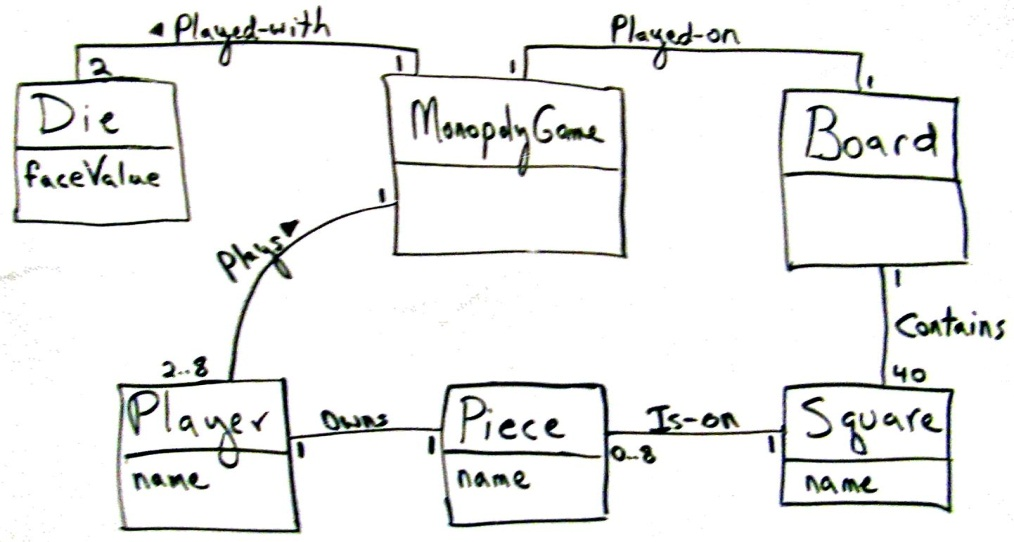 ◄ Played-with
Played-on
2
1
1
1
Die
faceValue
MonopolyGame
Board
1
Plays ►
1
Contains
2..8
40
Player
name
Owns
1
1
Piece
name
Is-on
0..8
1
Square
name